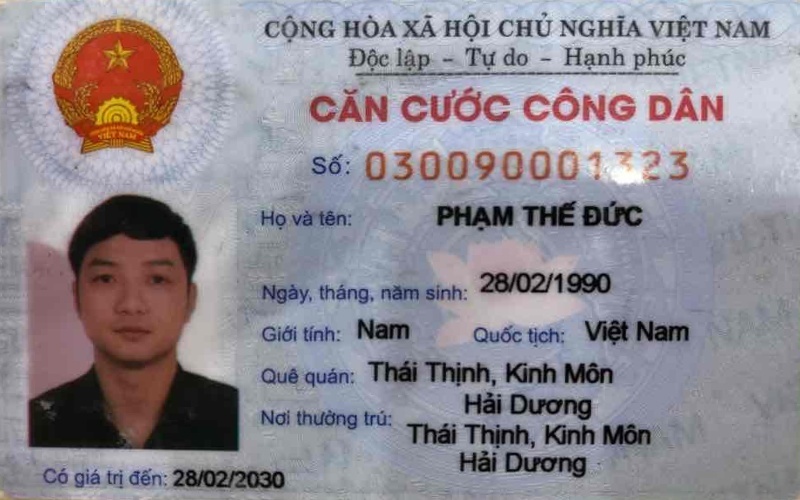 CỘNG HÒA XÃ HỘI CHỦ NGHĨA VIỆT NAM
Độc lập - Tự do - Hạnh phúc
CĂN CƯỚC CÔNG DÂN
Số: 030090001323
Họ và tên: PHẠM THẾ ĐỨC
Ngày, tháng, năm sinh: 28/02/1990
Giới tính: Nam Quốc tịch: Việt Nam
Quê quán: Thái Thịnh, Kinh Môn
Hải Dương
Nơi thường trú:
Thái Thịnh, Kinh Môn
Hải Dương
Có giá trị đến: 28/02/2030
VIỆT NAM